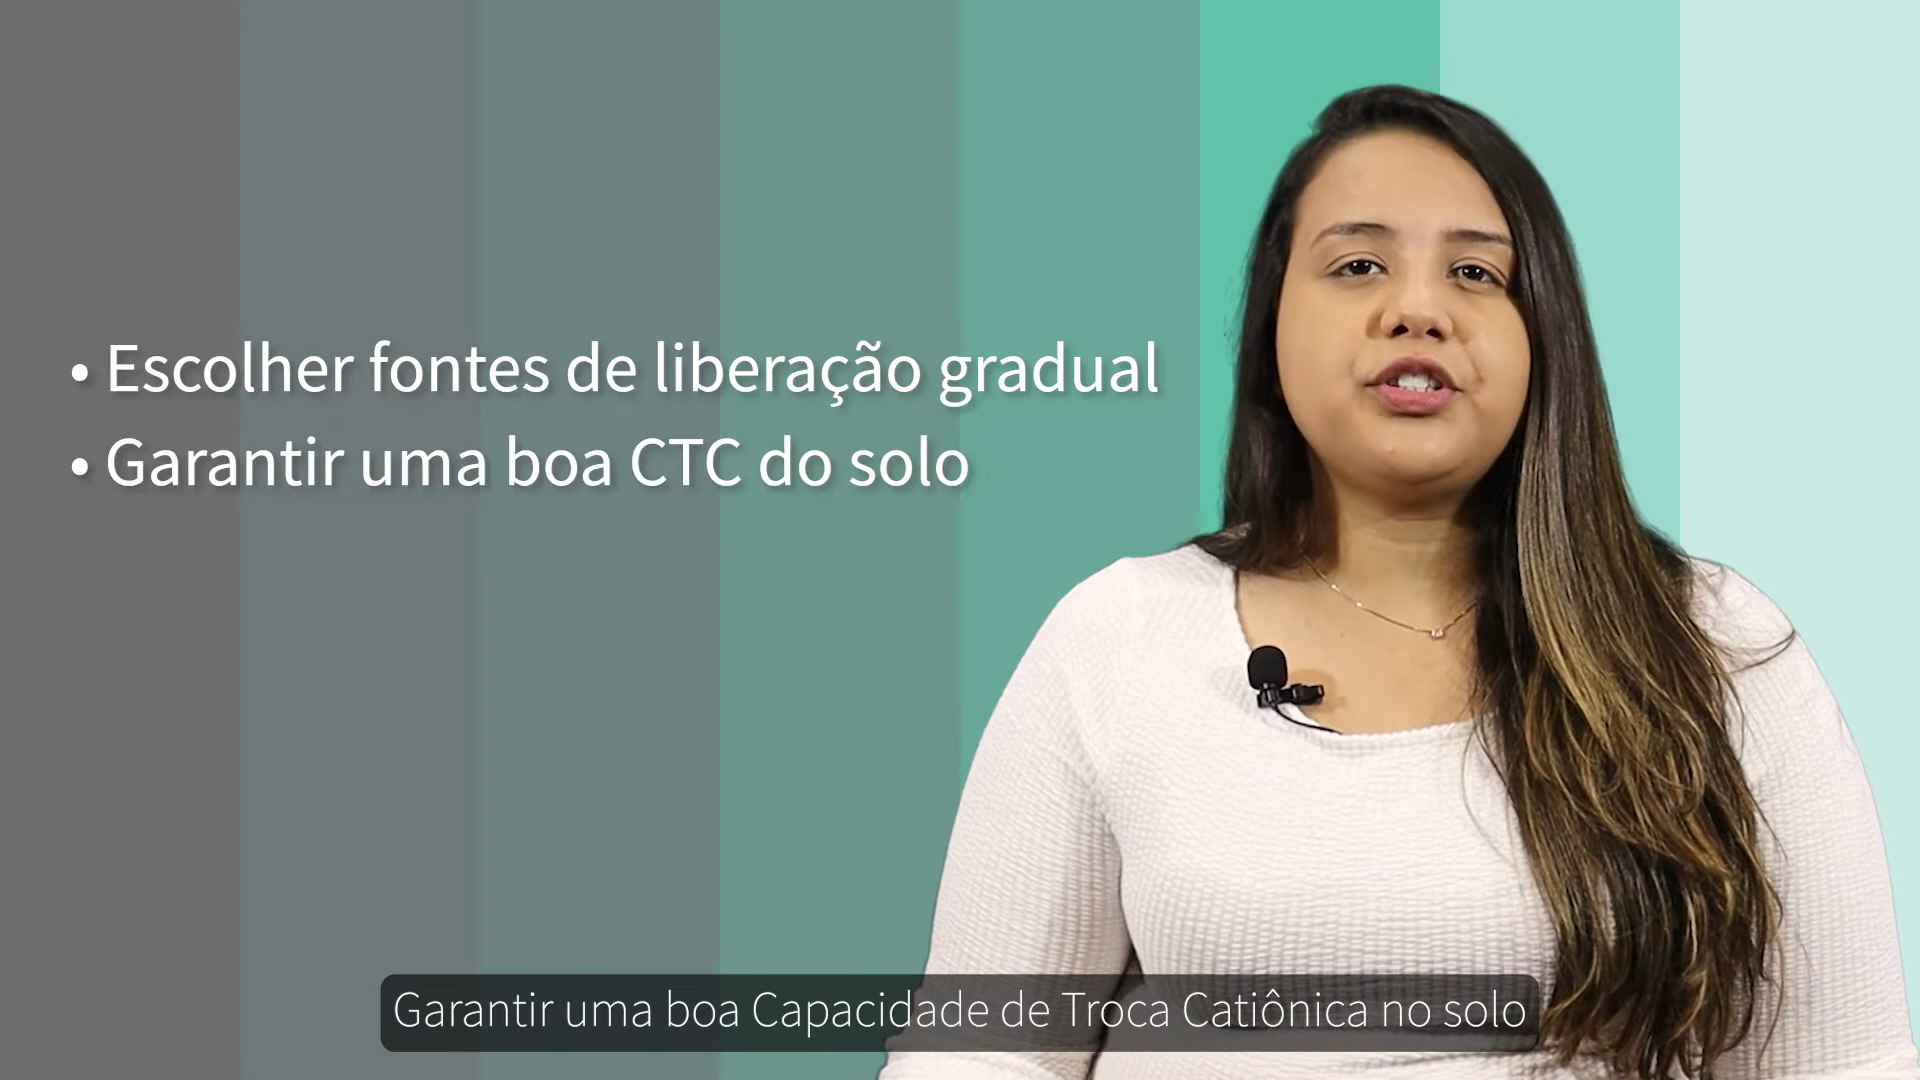 • Escolher fontes de liberação gradual
• Garantir uma boa CTC do solo
Garantir uma boa Capacidade de Troca Catiônica no solo